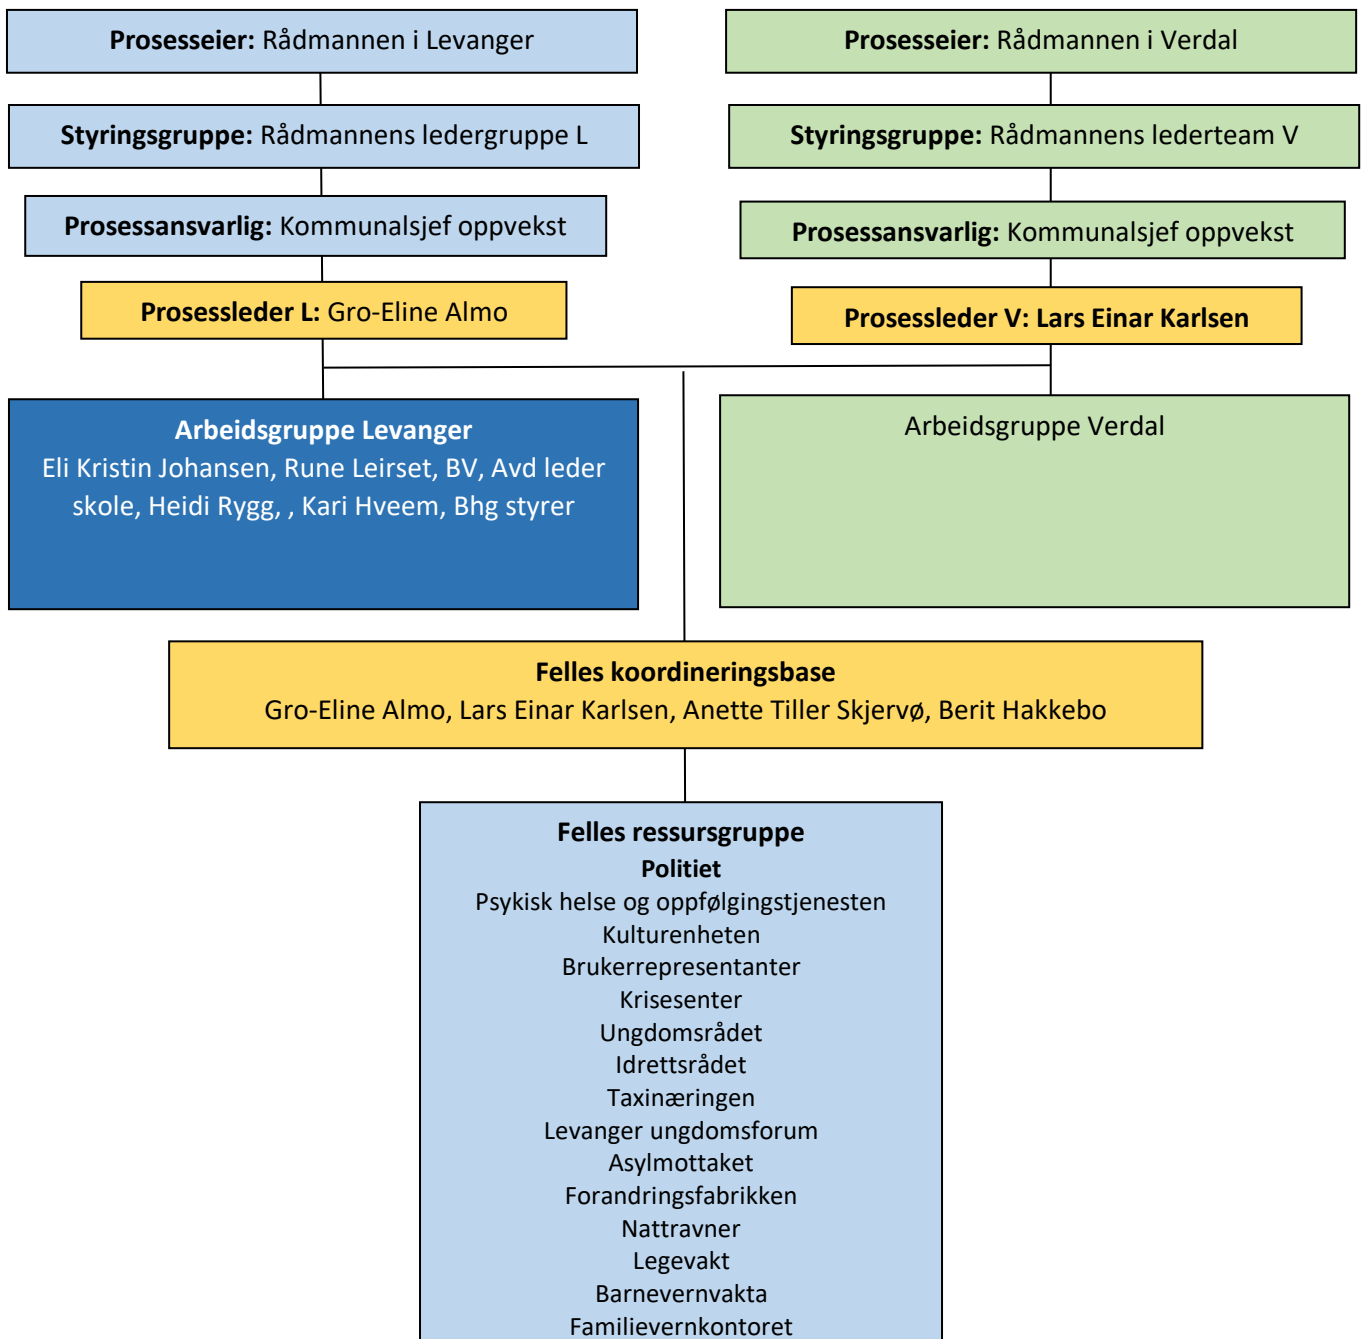 Prosesseier: Rådmannen i Levanger
Prosesseier: Rådmannen i Verdal
Styringsgruppe: Rådmannens ledergruppe L
Styringsgruppe: Rådmannens lederteam V
Prosessansvarlig: Kommunalsjef oppvekst
Prosessansvarlig: Kommunalsjef oppvekst
Prosessleder L: Gro-Eline Almo
Prosessleder V: Lars Einar Karlsen
Arbeidsgruppe Levanger
Eli Kristin Johansen, Rune Leirset, BV, Avd leder
skole, Heidi Rygg, , Kari Hveem, Bhg styrer
Arbeidsgruppe Verdal
Felles koordineringsbase
Gro-Eline Almo, Lars Einar Karlsen, Anette Tiller Skjervø, Berit Hakkebo
Felles ressursgruppe
Politiet
Psykisk helse og oppfølgingstjenesten
Kulturenheten
Brukerrepresentanter
Krisesenter
Ungdomsrådet
Idrettsrådet
Taxinæringen
Levanger ungdomsforum
Asylmottaket
Forandringsfabrikken
Nattravner
Legevakt
Barnevernvakta
Familievernkontoret